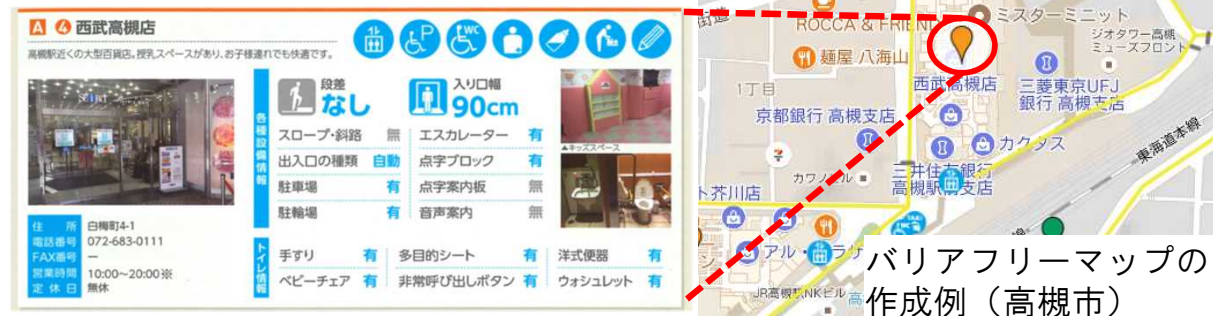 A ④ 西武高槻店
高槻駅近くの大型百貨店。授乳スペースがあり、お子様連れでも快適です。
P
WC
各種設備情報
段差
なし
入り口幅
90cm
スロープ・斜路 無 エスカレーター 有
出入口の種類 自動 点字ブロック 有
駐車場 有 点字案内板 無
駐輪場 有 音声案内 無
▲キッズスペース
住所 白梅町4-1
電話番号 072-683-0111
FAX番号 ー
営業時間 10:00〜20:00※
定休日 無休
トイレ情報
手すり 有 多目的シート 有 洋式便器 有
ベビーチェア 有 非常呼び出しボタン 有 ウォシュレット 有
街道
ROCCA & FRIEN
ミスターミニット
ジオタワー高槻
ミューズフロント
麺屋 八海山
1丁目
西武高槻店
三菱東京UFJ
銀行 高槻支店
京都銀行 高槻支店
カクタス
東海道本線
三井住友銀行
高槻駅前支店
ト芥川店
アル・
JR高槻駅NKビル
バリアフリーマップの
作成例（高槻市）